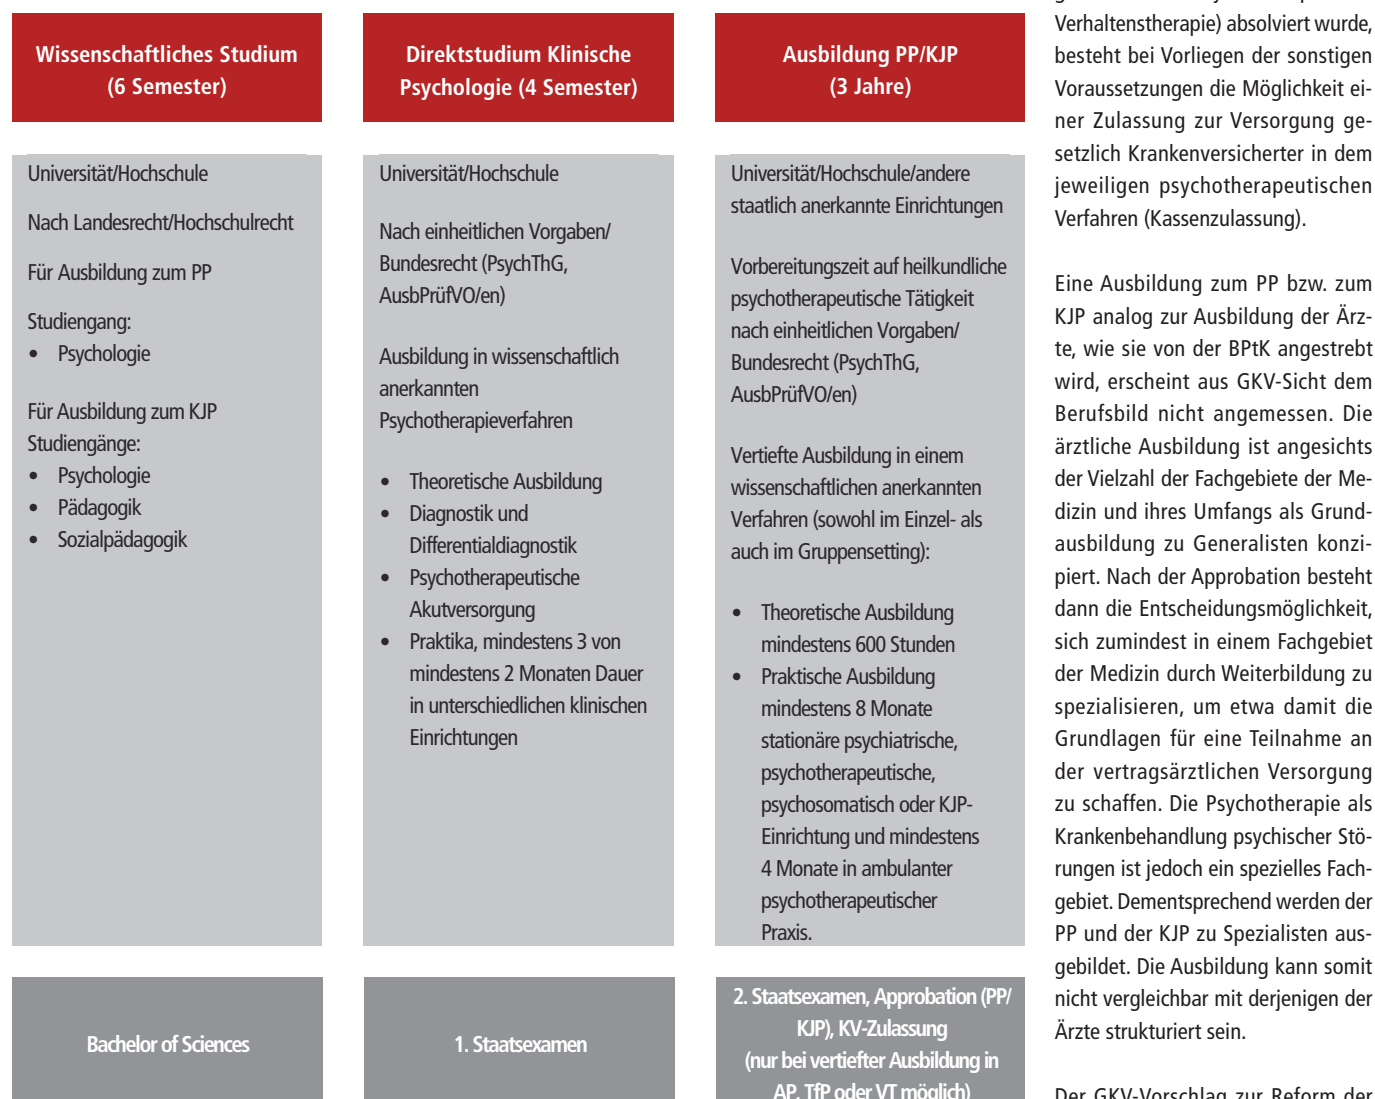 Wissenschaftliches Studium
(6 Semester)
Universität/Hochschule
Nach Landesrecht/Hochschulrecht
Für Ausbildung zum PP
Studiengang:
• Psychologie
Für Ausbildung zum KJP
Studiengänge:
• Psychologie
• Pädagogik
• Sozialpädagogik
Bachelor of Sciences
Direktstudium Klinische
Psychologie (4 Semester)
Universität/Hochschule
Nach einheitlichen Vorgaben/
Bundesrecht (PsychThG,
AusbPrüfVO/en)
Ausbildung in wissenschaftlich
anerkannten
Psychotherapieverfahren
• Theoretische Ausbildung
• Diagnostik und
Differentialdiagnostik
• Psychotherapeutische
Akutversorgung
• Praktika, mindestens 3 von
mindestens 2 Monaten Dauer
in unterschiedlichen klinischen
Einrichtungen
1. Staatsexamen
Ausbildung PP/KJP
(3 Jahre)
Universität/Hochschule/andere
staatlich anerkannte Einrichtungen
Vorbereitungszeit auf heilkundliche
psychotherapeutische Tätigkeit
nach einheitlichen Vorgaben/
Bundesrecht (PsychThG,
AusbPrüfVO/en)
Vertiefte Ausbildung in einem
wissenschaftlichen anerkannten
Verfahren (sowohl im Einzel- als
auch im Gruppensetting):
• Theoretische Ausbildung
mindestens 600 Stunden
• Praktische Ausbildung
mindestens 8 Monate
stationäre psychiatrische,
psychotherapeutische,
psychosomatisch oder KJP-
Einrichtung und mindestens
4 Monate in ambulanter
psychotherapeutischer
Praxis.
2. Staatsexamen, Approbation (PP/
KJP), KV-Zulassung
(nur bei vertiefter Ausbildung in
AP, TfP oder VT möglich)
Verhaltenstherapie) absolviert wurde,
besteht bei Vorliegen der sonstigen
Voraussetzungen die Möglichkeit ei-
ner Zulassung zur Versorgung ge-
setzlich Krankenversicherter in dem
jeweiligen psychotherapeutischen
Verfahren (Kassenzulassung).
Eine Ausbildung zum PP bzw. zum
KJP analog zur Ausbildung der Ärz-
te, wie sie von der BPtK angestrebt
wird, erscheint aus GKV-Sicht dem
Berufsbild nicht angemessen. Die
ärztliche Ausbildung ist angesichts
der Vielzahl der Fachgebiete der Me-
dizin und ihres Umfangs als Grund-
ausbildung zu Generalisten konzi-
piert. Nach der Approbation besteht
dann die Entscheidungsmöglichkeit,
sich zumindest in einem Fachgebiet
der Medizin durch Weiterbildung zu
spezialisieren, um etwa damit die
Grundlagen für eine Teilnahme an
der vertragsärztlichen Versorgung
zu schaffen. Die Psychotherapie als
Krankenbehandlung psychischer Stö-
rungen ist jedoch ein spezielles Fach-
gebiet. Dementsprechend werden der
PP und der KJP zu Spezialisten aus-
gebildet. Die Ausbildung kann somit
nicht vergleichbar mit derjenigen der
Ärzte strukturiert sein.
Der GKV-Vorschlag zur Reform der